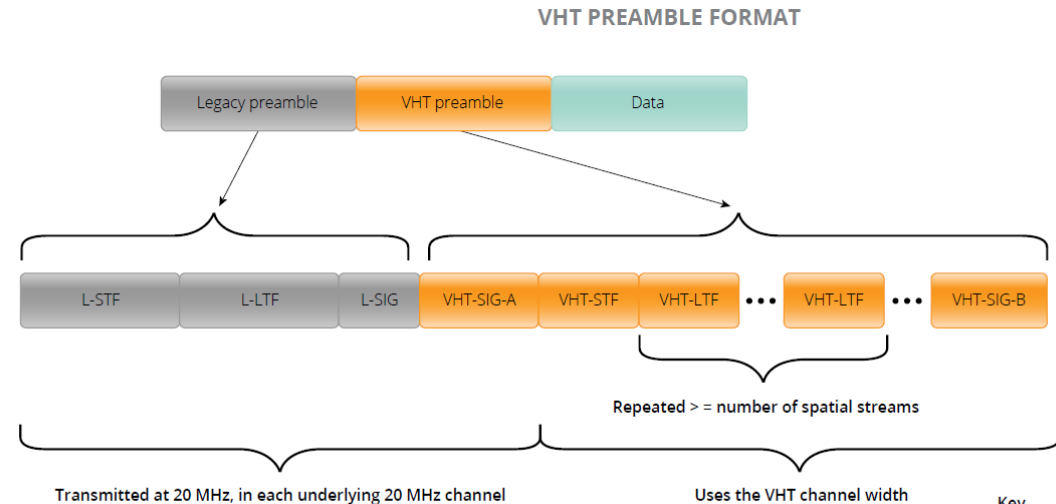 VHT PREAMBLE FORMAT
Legacy preamble VHT preamble Data
L-STF L-LTF L-SIG VHT-SIG-A VHT-STF VHT-LTF ••• VHT-LTF ••• VHT-SIG-B
Repeated > = number of spatial streams
Transmitted at 20 MHz, in each underlying 20 MHz channel Uses the VHT channel width Key